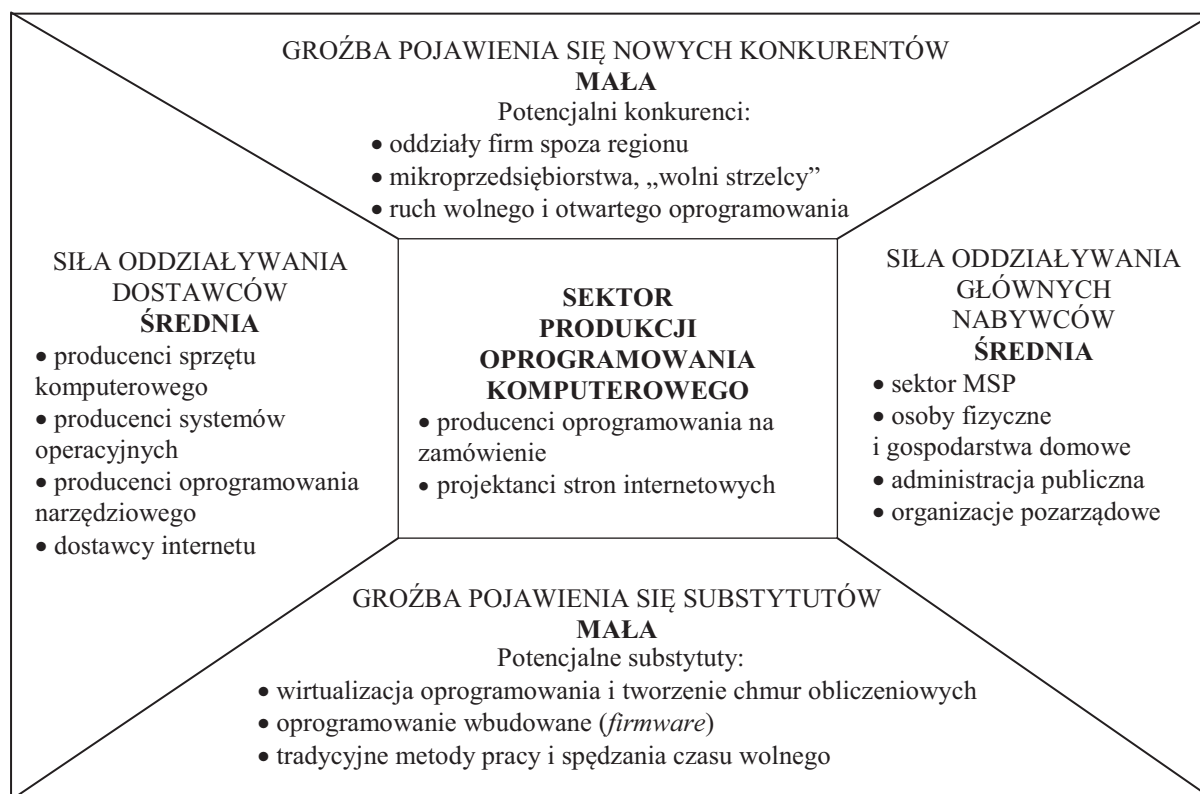 GROŹBA POJAWIENIA SIĘ NOWYCH KONKURENTÓW
MAŁA
Potencjalni konkurenci:
• oddziały firm spoza regionu
• mikroprzedsiębiorstwa, „wolni strzelcy”
• ruch wolnego i otwartego oprogramowania
SIŁA ODDZIAŁYWANIA
DOSTAWCÓW
ŚREDNIA
• producenci sprzętu
komputerowego
• producenci systemów
operacyjnych
• producenci oprogramowania
narzędziowego
• dostawcy internetu
SEKTOR
PRODUKCJI
OPROGRAMOWANIA
KOMPUTEROWEGO
• producenci oprogramowania na
zamówienie
• projektanci stron internetowych
SIŁA ODDZIAŁYWANIA
GŁÓWNYCH
NABYWCÓW
ŚREDNIA
• sektor MSP
• osoby fizyczne
i gospodarstwa domowe
• administracja publiczna
• organizacje pozarządowe
GROŹBA POJAWIENIA SIĘ SUBSTYTUTÓW
MAŁA
Potencjalne substytuty:
• wirtualizacja oprogramowania i tworzenie chmur obliczeniowych
• oprogramowanie wbudowane (firmware)
• tradycyjne metody pracy i spędzania czasu wolnego